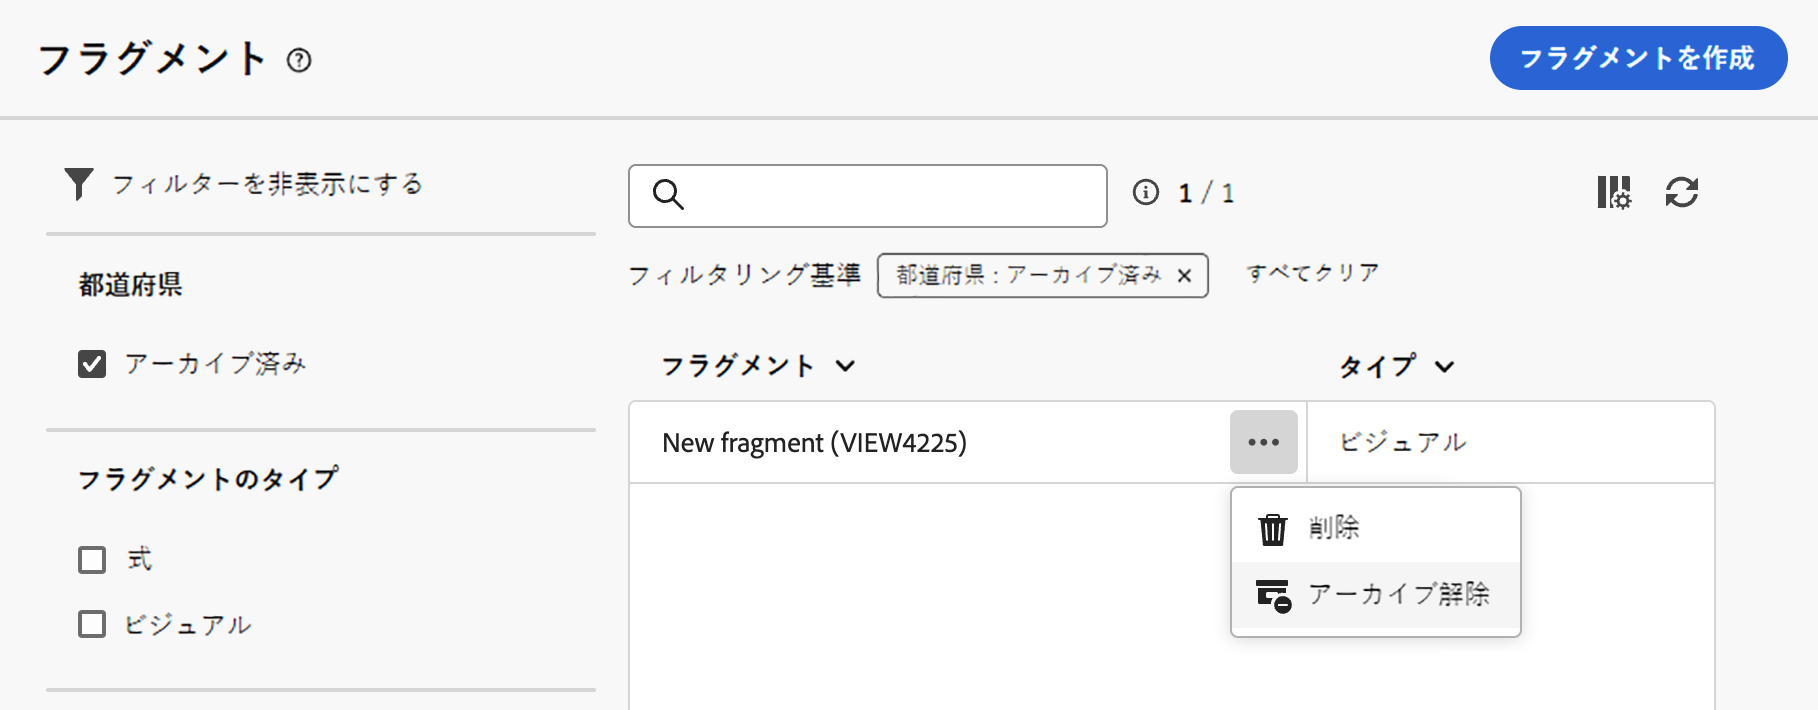 フラグメント
フラグメントを作成
フィルターを非表示にする
1 / 1
都道府県
フィルタリング基準 都道府県 : アーカイブ済み すべてクリア
アーカイブ済み
フラグメント タイプ
New fragment (VIEW4225) ビジュアル
フラグメントのタイプ
削除
式
アーカイブ解除
ビジュアル